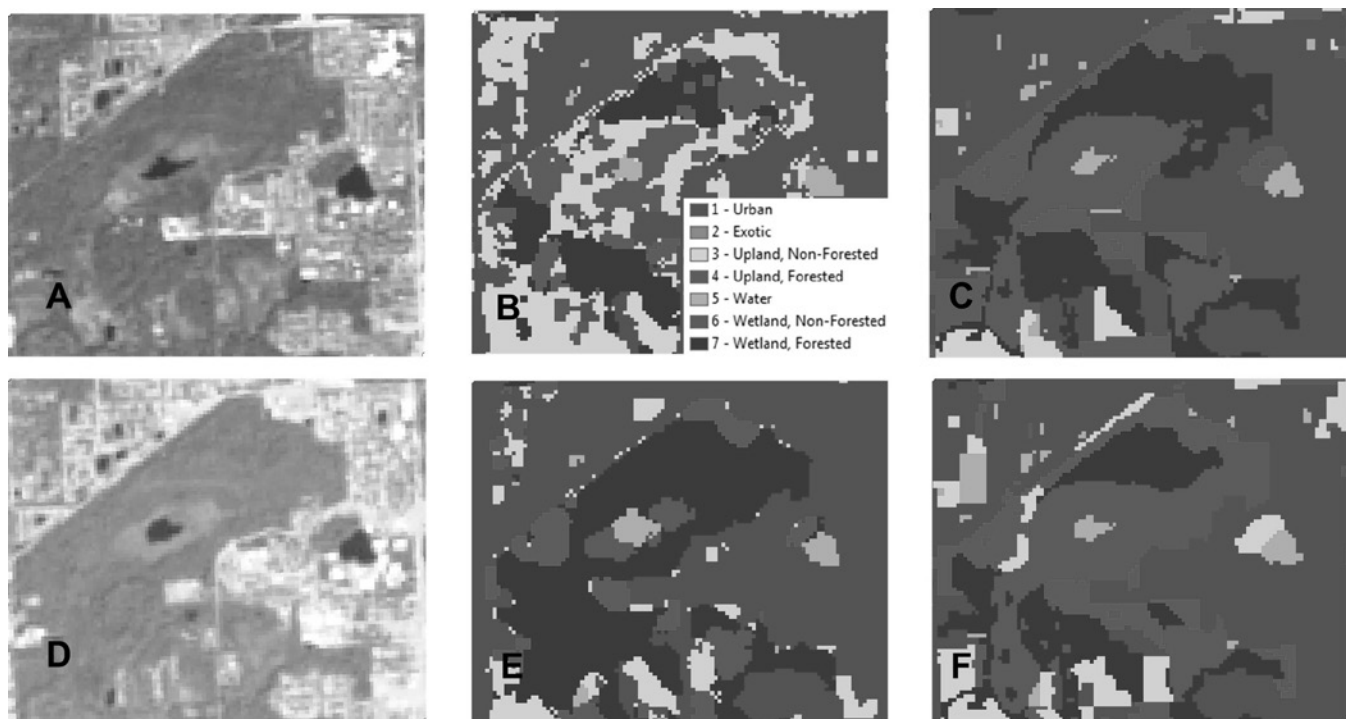 A
B
1 - Urban
2 - Exotic
3 - Upland, Non-Forested
4 - Upland, Forested
5 - Water
6 - Wetland, Non-Forested
7 - Wetland, Forested
C
D
E
F